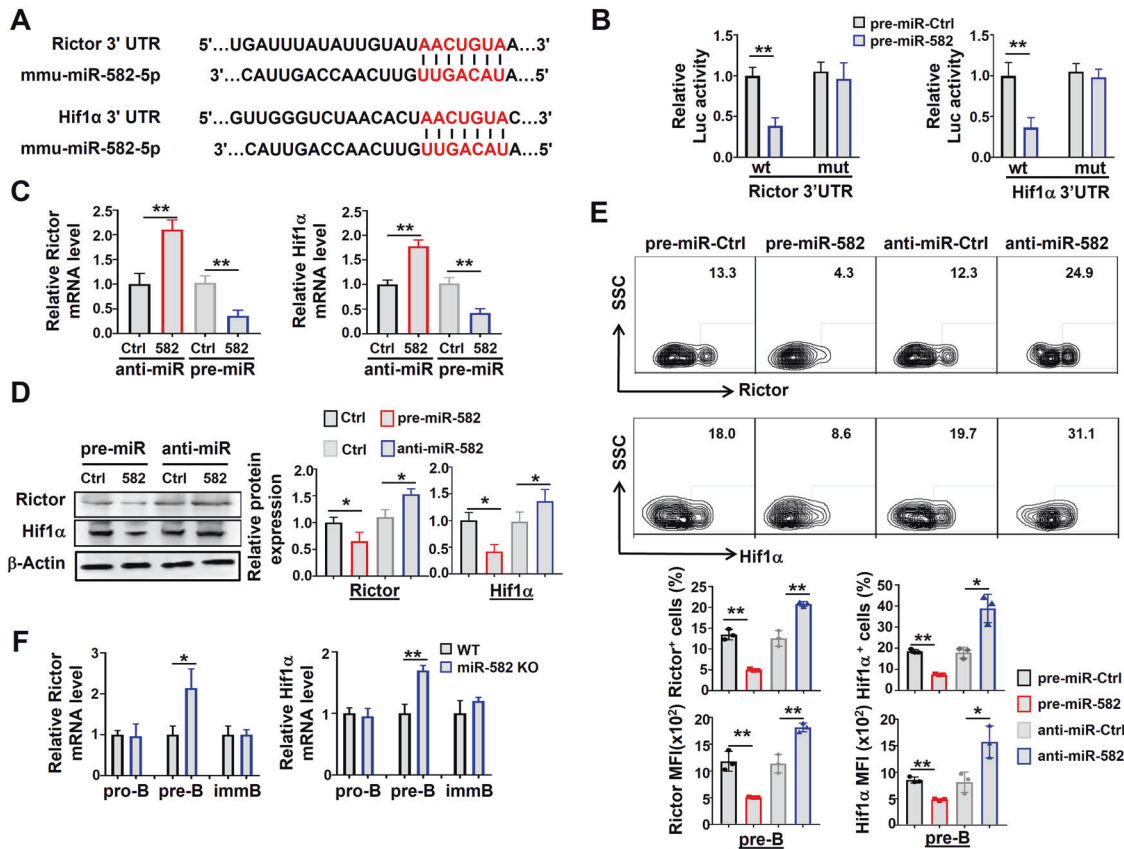 A
Rictor 3' UTR 5'...UGAUUUAUAUUGUAUAACUGUAA...3'
mmu-miR-582-5p 3'...CAUUGACCAACUUGUUGACAUA...5'
Hif1α 3' UTR 5'...GUUGGGUCUAACACUAACUGUAC...3'
mmu-miR-582-5p 3'...CAUUGACCAACUUGUUGACAUA...5'
B
pre-miR-Ctrl
pre-miR-582
Relative
Luc activity
1.5
1.0
0.5
0.0
**
wt mut
Rictor 3'UTR
Relative
Luc activity
1.5
1.0
0.5
0.0
**
wt mut
Hif1α 3'UTR
C
Relative Rictor
mRNA level
2.5
2.0
1.5
1.0
0.5
0.0
**
**
Ctrl 582 Ctrl 582
anti-miR pre-miR
Relative Hif1α
mRNA level
2.5
2.0
1.5
1.0
0.5
0.0
**
**
Ctrl 582 Ctrl 582
anti-miR pre-miR
D
pre-miR anti-miR
Ctrl 582 Ctrl 582
Rictor
Hif1α
β-Actin
Ctrl pre-miR-582
Ctrl anti-miR-582
Relative protein
expression
2.0
1.5
1.0
0.5
0.0
*
*
Rictor
2.0
1.5
1.0
0.5
0.0
*
*
Hif1α
E
pre-miR-Ctrl pre-miR-582 anti-miR-Ctrl anti-miR-582
SSC
13.3 4.3 12.3 24.9
Rictor
SSC
18.0 8.6 19.7 31.1
Hif1α
Rictor⁺ cells (%)
25
20
15
10
5
0
**
**
Hif1α⁺ cells (%)
50
40
30
20
10
0
**
*
Rictor MFI(x10²)
20
15
10
5
0
**
**
pre-B
Hif1α MFI (x10²)
25
20
15
10
5
0
**
*
pre-B
pre-miR-Ctrl
pre-miR-582
anti-miR-Ctrl
anti-miR-582
F
Relative Rictor
mRNA level
3
2
1
0
*
pro-B pre-B immB
Relative Hif1α
mRNA level
2
1
0
**
pro-B pre-B immB
WT
miR-582 KO